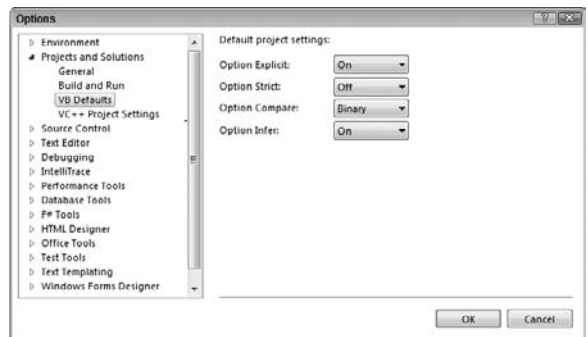 Options
Environment
Projects and Solutions
General
Build and Run
VB Defaults
VC++ Project Settings
Source Control
Text Editor
Debugging
IntelliTrace
Performance Tools
Database Tools
F# Tools
HTML Designer
Office Tools
Test Tools
Text Templating
Windows Forms Designer
Default project settings:
Option Explicit: On
Option Strict: Off
Option Compare: Binary
Option Infer: On
OK Cancel